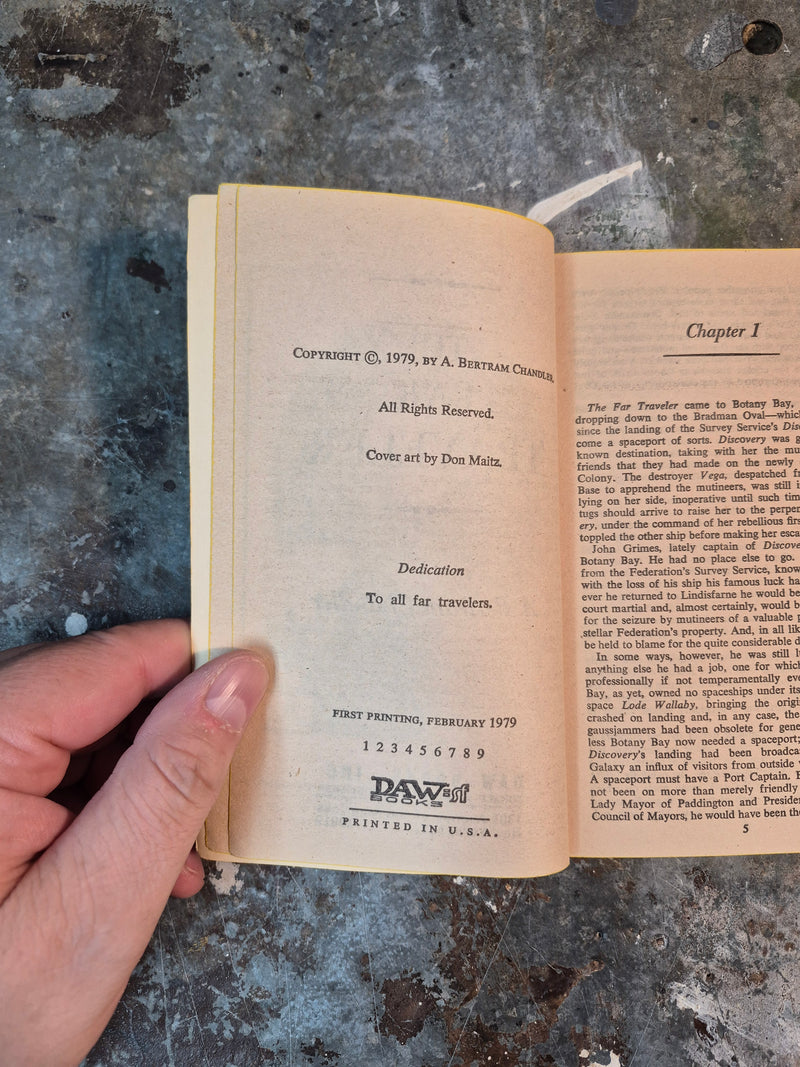 COPYRIGHT ©, 1979, BY A. BERTRAM CHANDLER.
All Rights Reserved.
Cover art by Don Maitz.
Dedication
To all far travelers.
FIRST PRINTING, FEBRUARY 1979
1 2 3 4 5 6 7 8 9
DAW sf
BOOKS
PRINTED IN U.S.A.
Chapter I
The Far Traveler came to Botany Bay,
dropping down to the Bradman Oval—which
since the landing of the Survey Service's
come a spaceport of sorts. Discovery was
known destination, taking with her the
friends that they had made on the newly
Colony. The destroyer Vega, despatched
Base to apprehend the mutineers, was still
lying on her side, inoperative until such
tugs should arrive to raise her to the
ery, under the command of her rebellious
toppled the other ship before making her
John Grimes, lately captain of
Botany Bay. He had no place else to go.
from the Federation's Survey Service,
with the loss of his ship his famous luck
ever he returned to Lindisfarne he would
court martial and, almost certainly, would
for the seizure by mutineers of a valuable
stellar Federation's property. And, in all
be held to blame for the quite considerable
In some ways, however, he was still
anything else he had a job, one for
professionally if not temperamentally
Bay, as yet, owned no spaceships under
space Lode Wallaby, bringing the
crashed on landing and, in any case, the
gaussjammers had been obsolete for
less Botany Bay now needed a spaceport;
Discovery's landing had been
Galaxy an influx of visitors from outside
A spaceport must have a Port Captain.
not been on more than merely friendly
Lady Mayor of Paddington and
Council of Mayors, he would have been
5